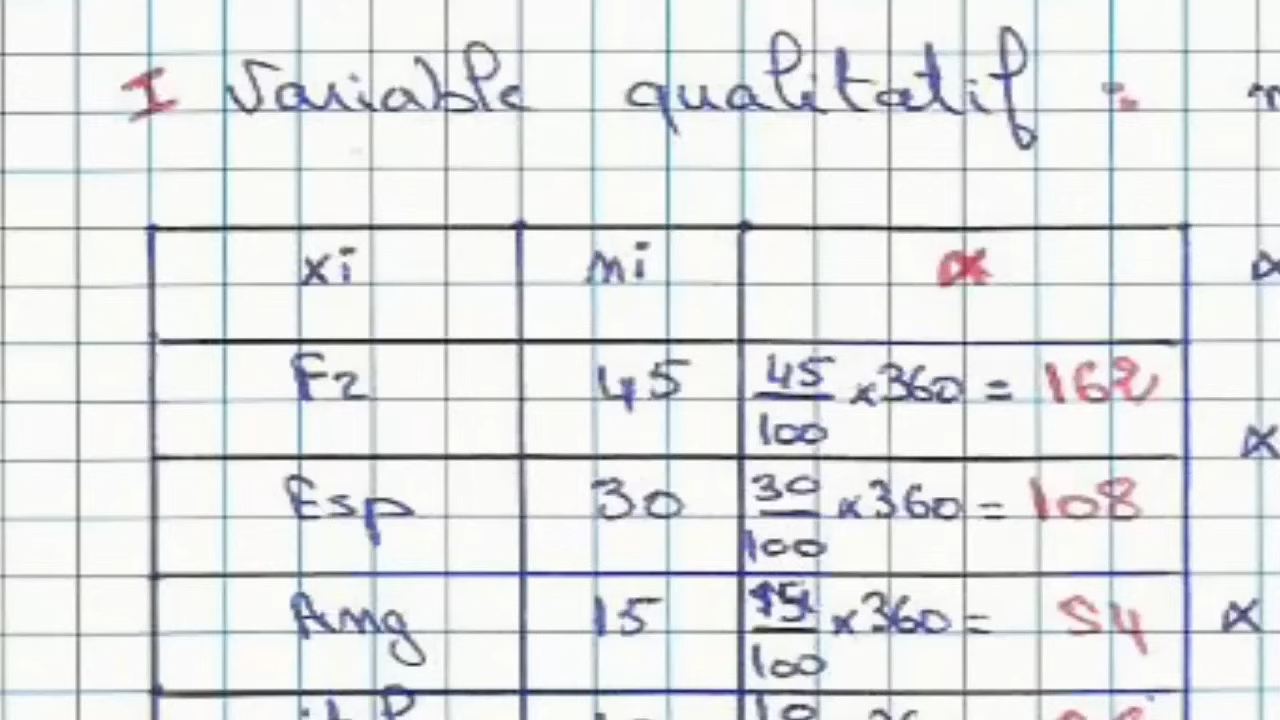 I Variable qualitatif :
xi ni α
Fr 45 45/100 x360 = 162
Esp 30 30/100 x360 = 108
Ang 15 15/100 x360 = 54